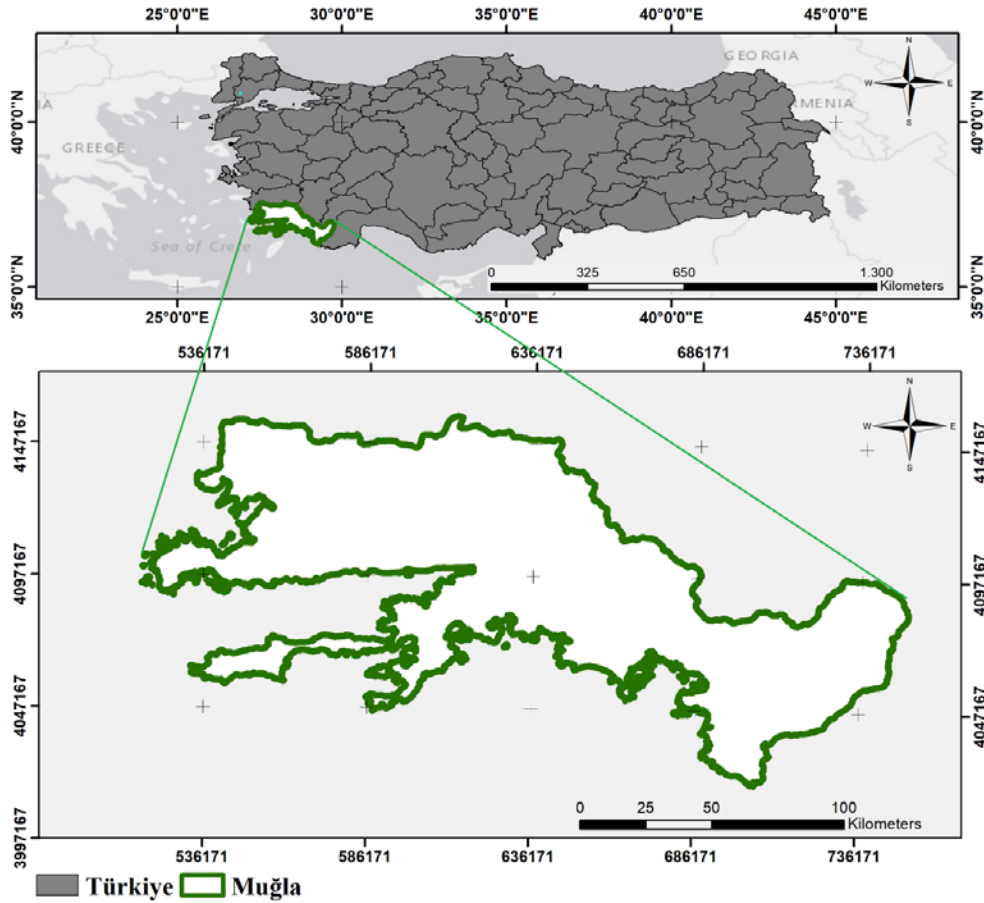 25°0'0"E 30°0'0"E 35°0'0"E 40°0'0"E 45°0'0"E
GEORGIA
N
W E
S
40°0'0"N 40°0'0"N
IA
MENIA
GREECE
Sea of Crete
0 325 650 1.300
Kilometers
35°0'0"N 35°0'0"N
25°0'0"E 30°0'0"E 35°0'0"E 40°0'0"E 45°0'0"E
536171 586171 636171 686171 736171
N
W E
S
4147167 4147167
4097167 4097167
4047167 4047167
0 25 50 100
Kilometers
3997167
536171 586171 636171 686171 736171
Türkiye Muğla